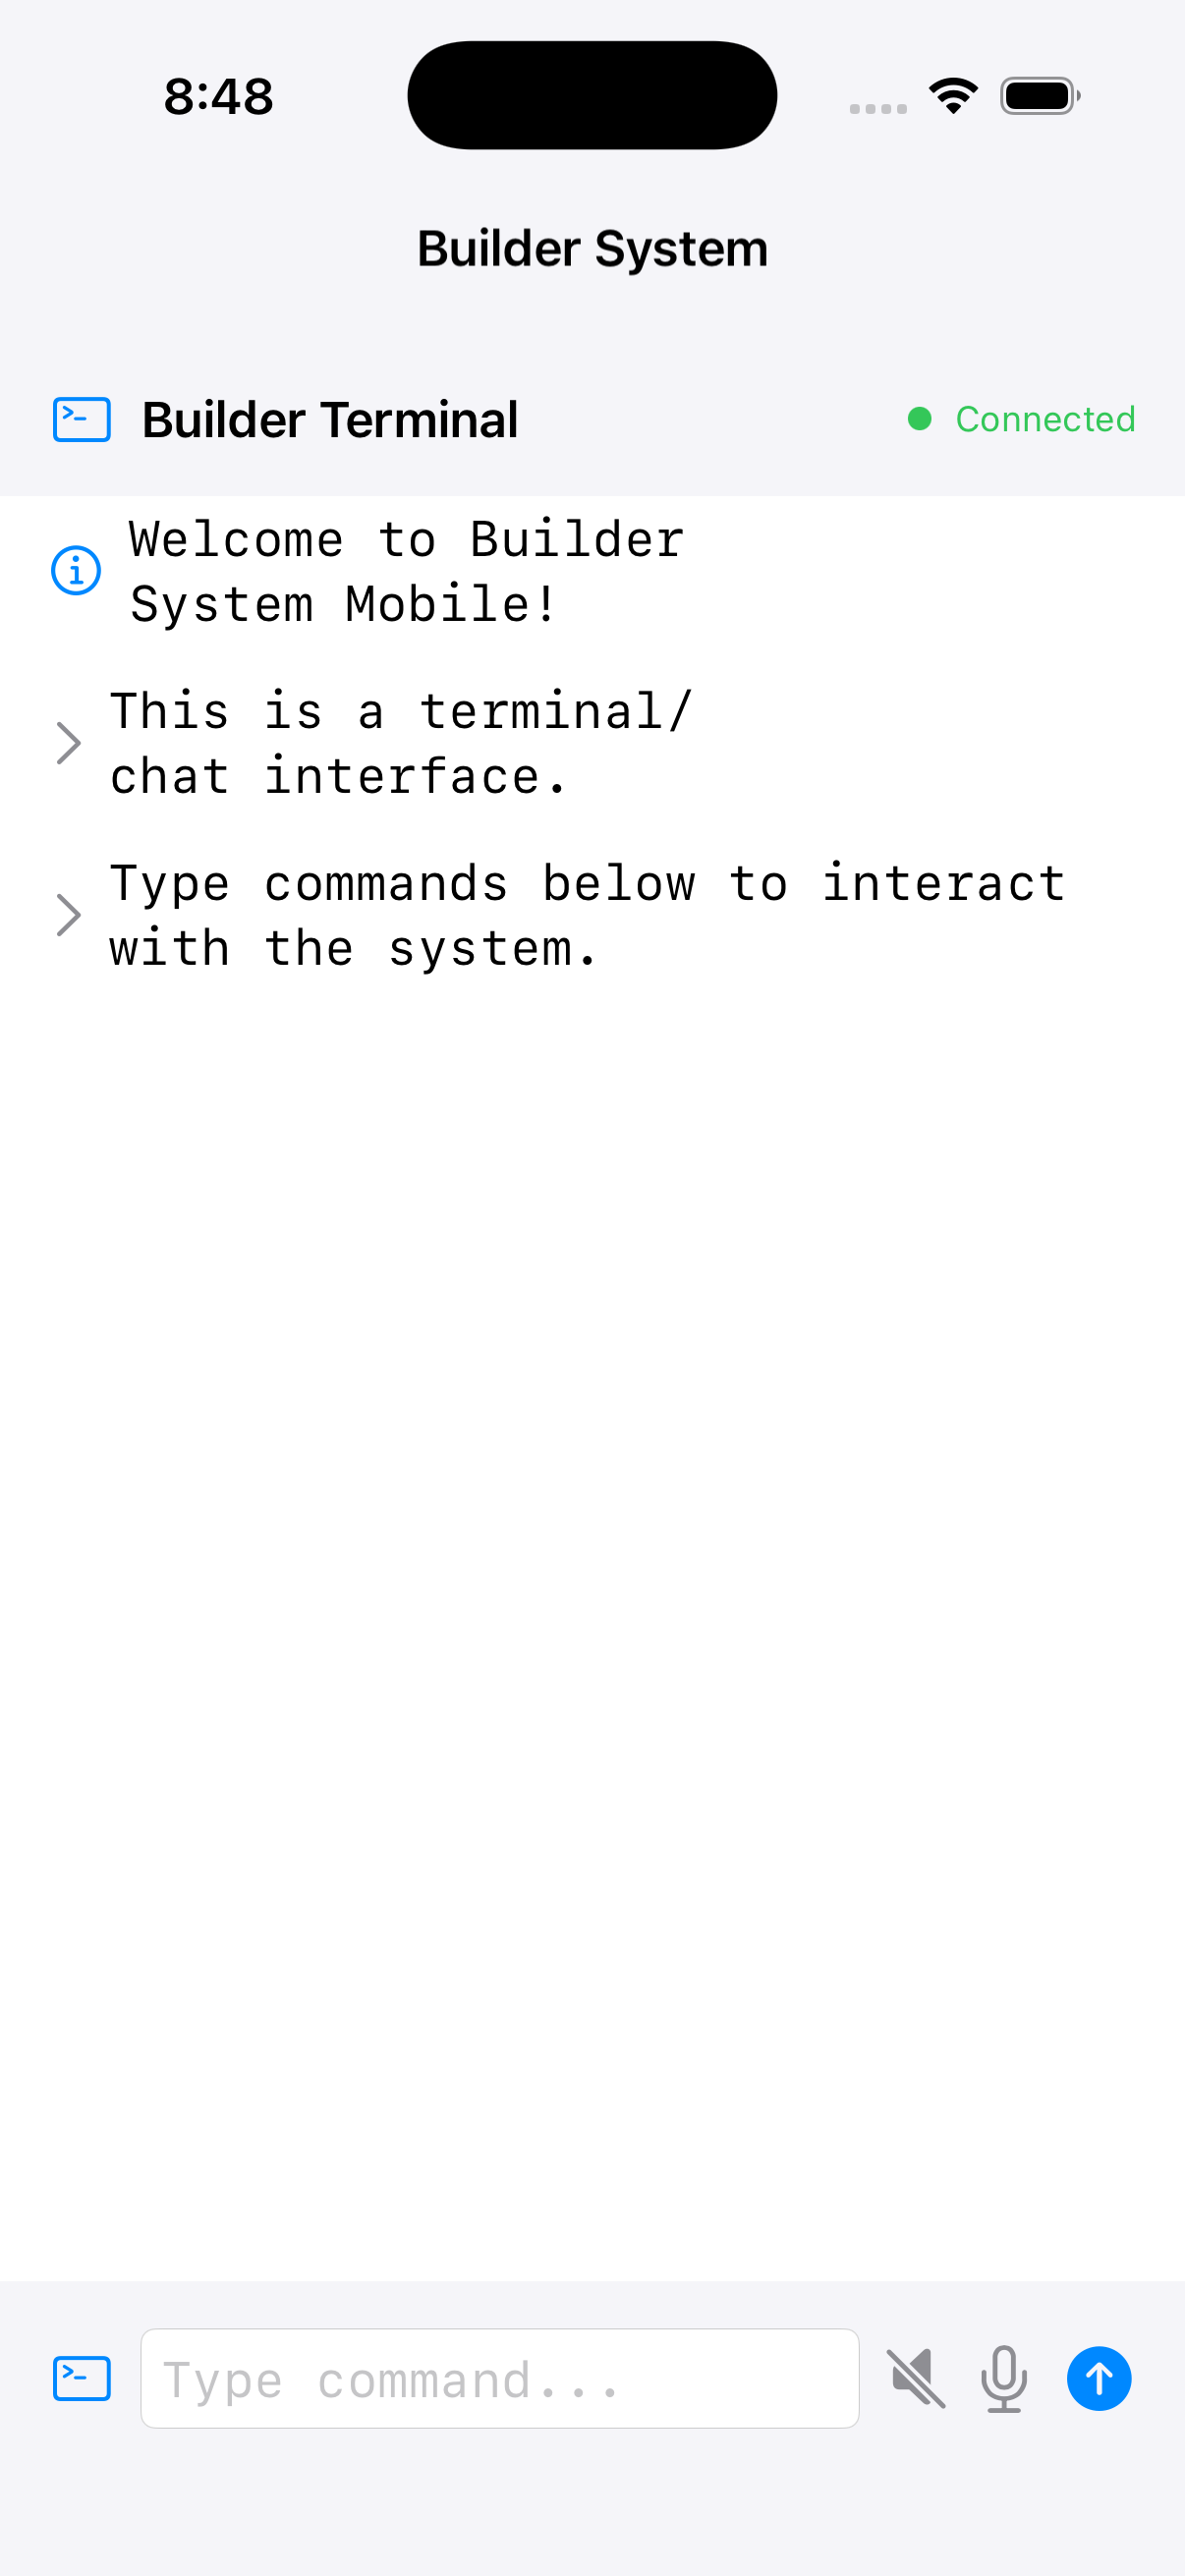 8:48
Builder System
Builder Terminal
Connected
Welcome to Builder
System Mobile!
This is a terminal/
chat interface.
Type commands below to interact
with the system.
Type command...